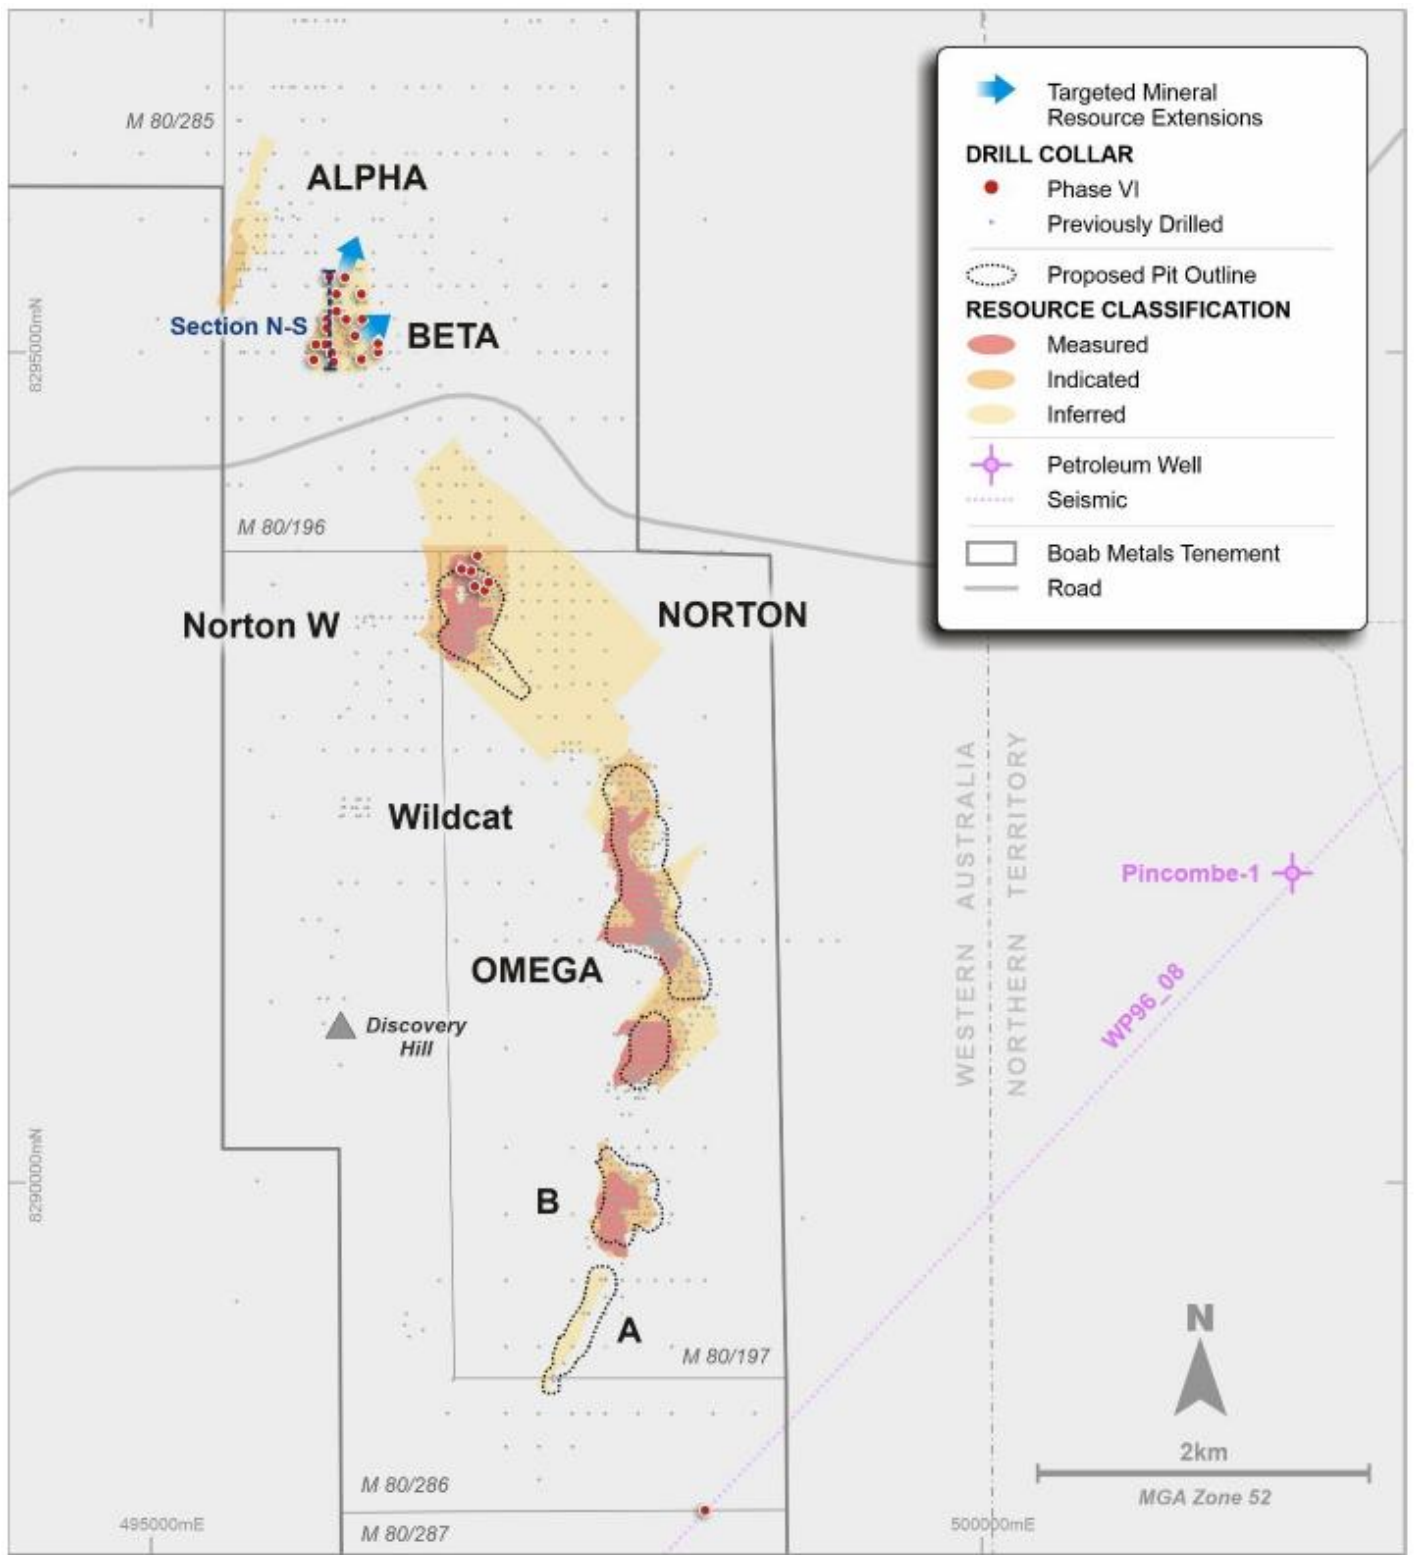 M 80/285
ALPHA
Section N-S
BETA
8295000mN
M 80/196
Norton W
NORTON
Wildcat
OMEGA
Discovery
Hill
8290000mN
B
A
M 80/197
M 80/286
M 80/287
495000mE
500000mE
WESTERN AUSTRALIA
NORTHERN TERRITORY
Pincombe-1
WP96_08
N
2km
MGA Zone 52
Targeted Mineral
Resource Extensions
DRILL COLLAR
Phase VI
Previously Drilled
Proposed Pit Outline
RESOURCE CLASSIFICATION
Measured
Indicated
Inferred
Petroleum Well
Seismic
Boab Metals Tenement
Road